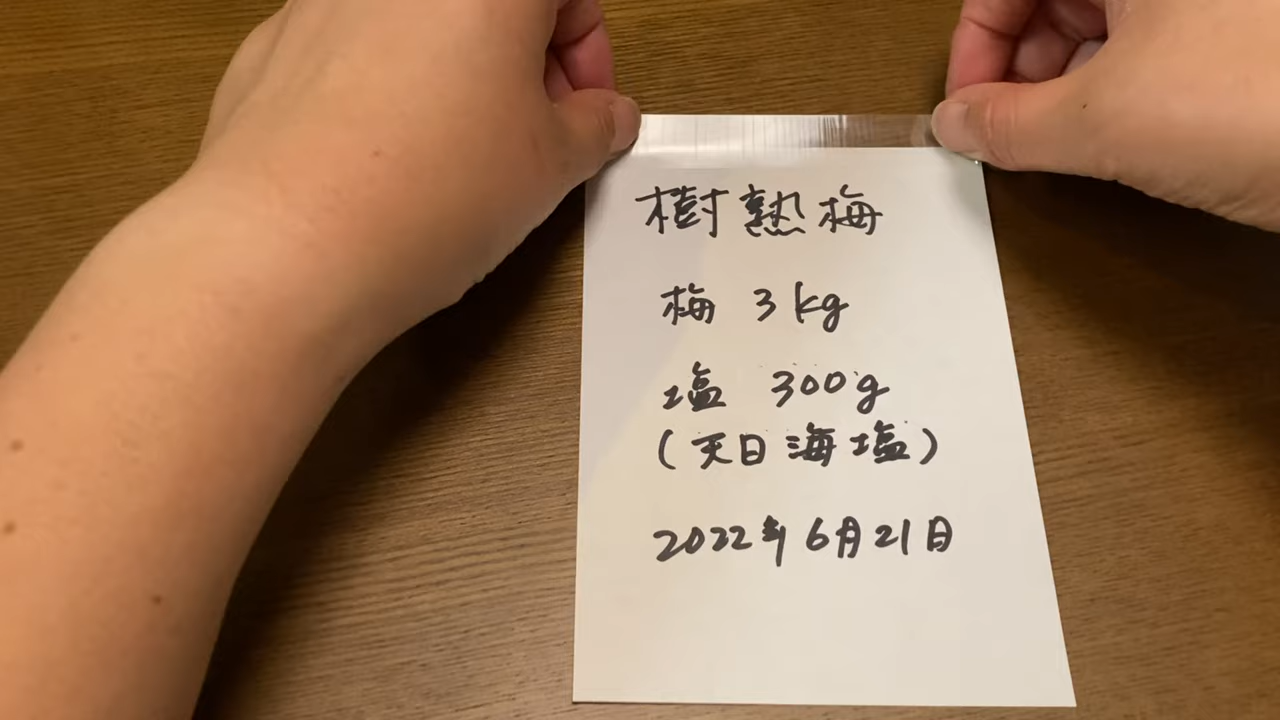 樹熟梅
梅 3kg
塩 300g
(天日海塩)
2022年6月21日